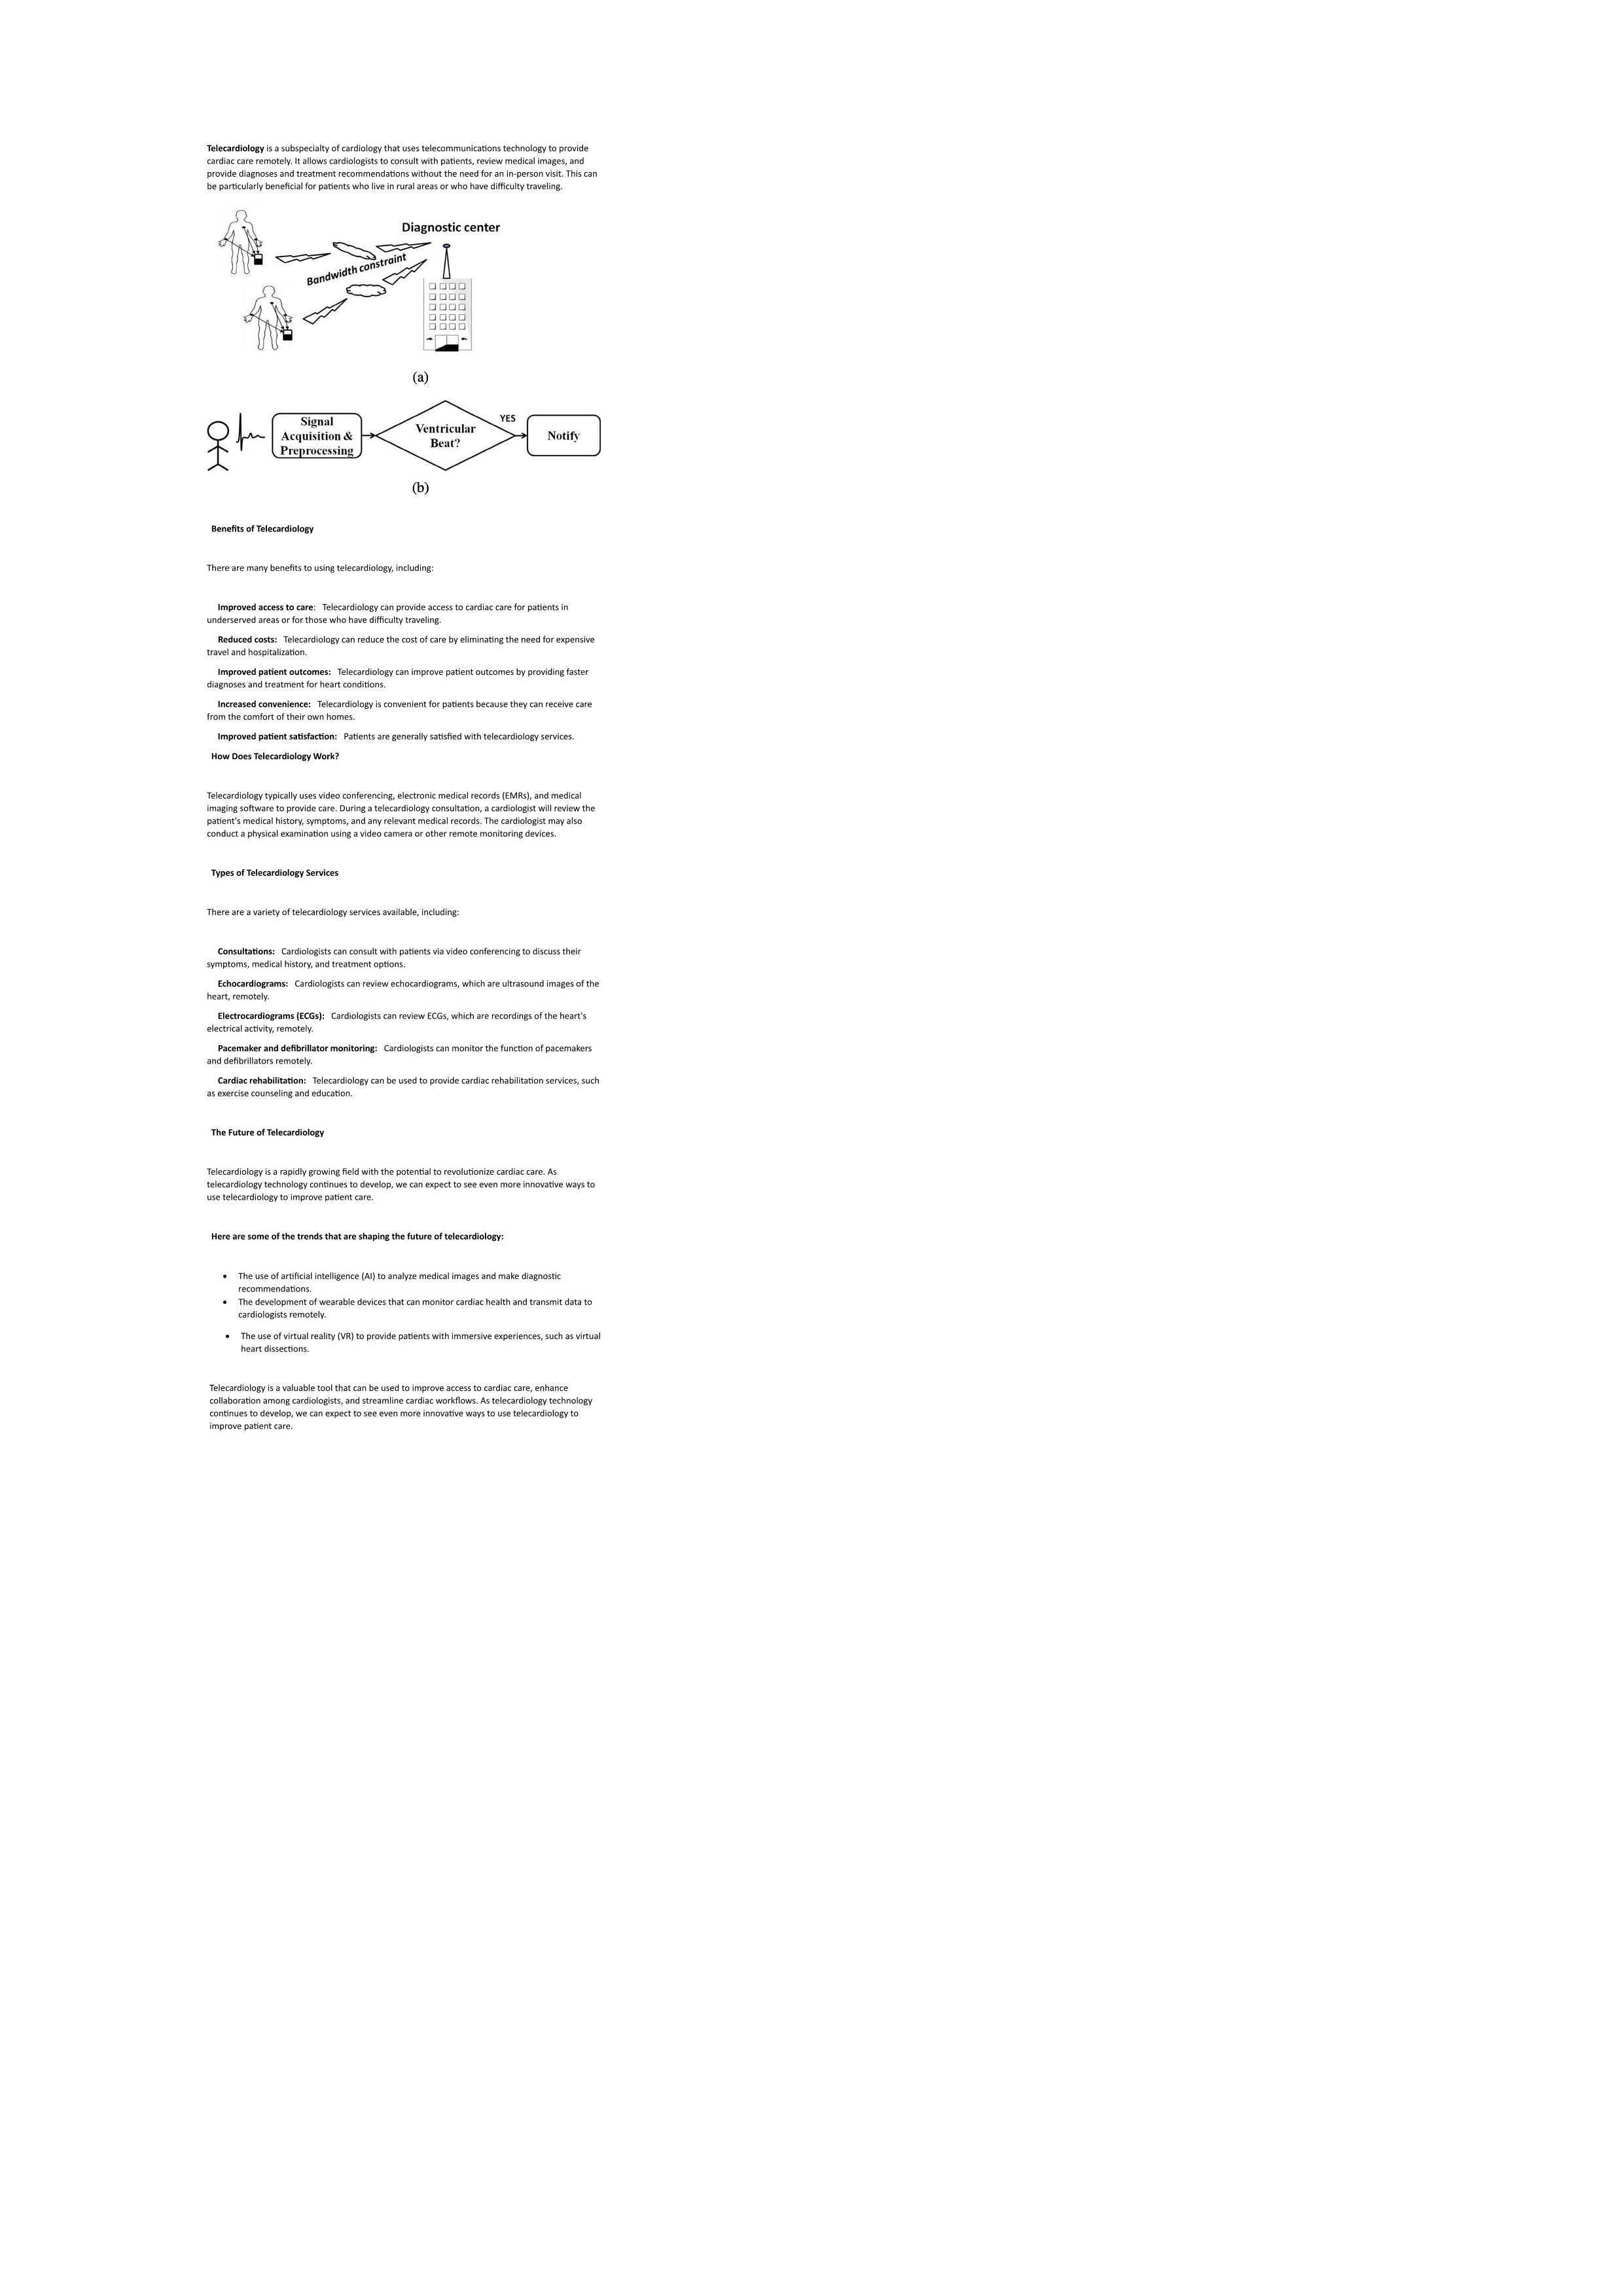 Telecardiology is a subspecialty of cardiology that uses telecommunications technology to provide
cardiac care remotely. It allows cardiologists to consult with patients, review medical images, and
provide diagnoses and treatment recommendations without the need for an in-person visit. This can
be particularly beneficial for patients who live in rural areas or who have difficulty traveling.
Diagnostic center
Bandwidth constraint
(a)
Signal
Acquisition &
Preprocessing
Ventricular
Beat?
YES
Notify
(b)
Benefits of Telecardiology
There are many benefits to using telecardiology, including:
Improved access to care: Telecardiology can provide access to cardiac care for patients in
underserved areas or for those who have difficulty traveling.
Reduced costs: Telecardiology can reduce the cost of care by eliminating the need for expensive
travel and hospitalization.
Improved patient outcomes: Telecardiology can improve patient outcomes by providing faster
diagnoses and treatment for heart conditions.
Increased convenience: Telecardiology is convenient for patients because they can receive care
from the comfort of their own homes.
Improved patient satisfaction: Patients are generally satisfied with telecardiology services.
How Does Telecardiology Work?
Telecardiology typically uses video conferencing, electronic medical records (EMRs), and medical
imaging software to provide care. During a telecardiology consultation, a cardiologist will review the
patient's medical history, symptoms, and any relevant medical records. The cardiologist may also
conduct a physical examination using a video camera or other remote monitoring devices.
Types of Telecardiology Services
There are a variety of telecardiology services available, including:
Consultations: Cardiologists can consult with patients via video conferencing to discuss their
symptoms, medical history, and treatment options.
Echocardiograms: Cardiologists can review echocardiograms, which are ultrasound images of the
heart, remotely.
Electrocardiograms (ECGs): Cardiologists can review ECGs, which are recordings of the heart's
electrical activity, remotely.
Pacemaker and defibrillator monitoring: Cardiologists can monitor the function of pacemakers
and defibrillators remotely.
Cardiac rehabilitation: Telecardiology can be used to provide cardiac rehabilitation services, such
as exercise counseling and education.
The Future of Telecardiology
Telecardiology is a rapidly growing field with the potential to revolutionize cardiac care. As
telecardiology technology continues to develop, we can expect to see even more innovative ways to
use telecardiology to improve patient care.
Here are some of the trends that are shaping the future of telecardiology:
• The use of artificial intelligence (AI) to analyze medical images and make diagnostic
recommendations.
• The development of wearable devices that can monitor cardiac health and transmit data to
cardiologists remotely.
• The use of virtual reality (VR) to provide patients with immersive experiences, such as virtual
heart dissections.
Telecardiology is a valuable tool that can be used to improve access to cardiac care, enhance
collaboration among cardiologists, and streamline cardiac workflows. As telecardiology technology
continues to develop, we can expect to see even more innovative ways to use telecardiology to
improve patient care.